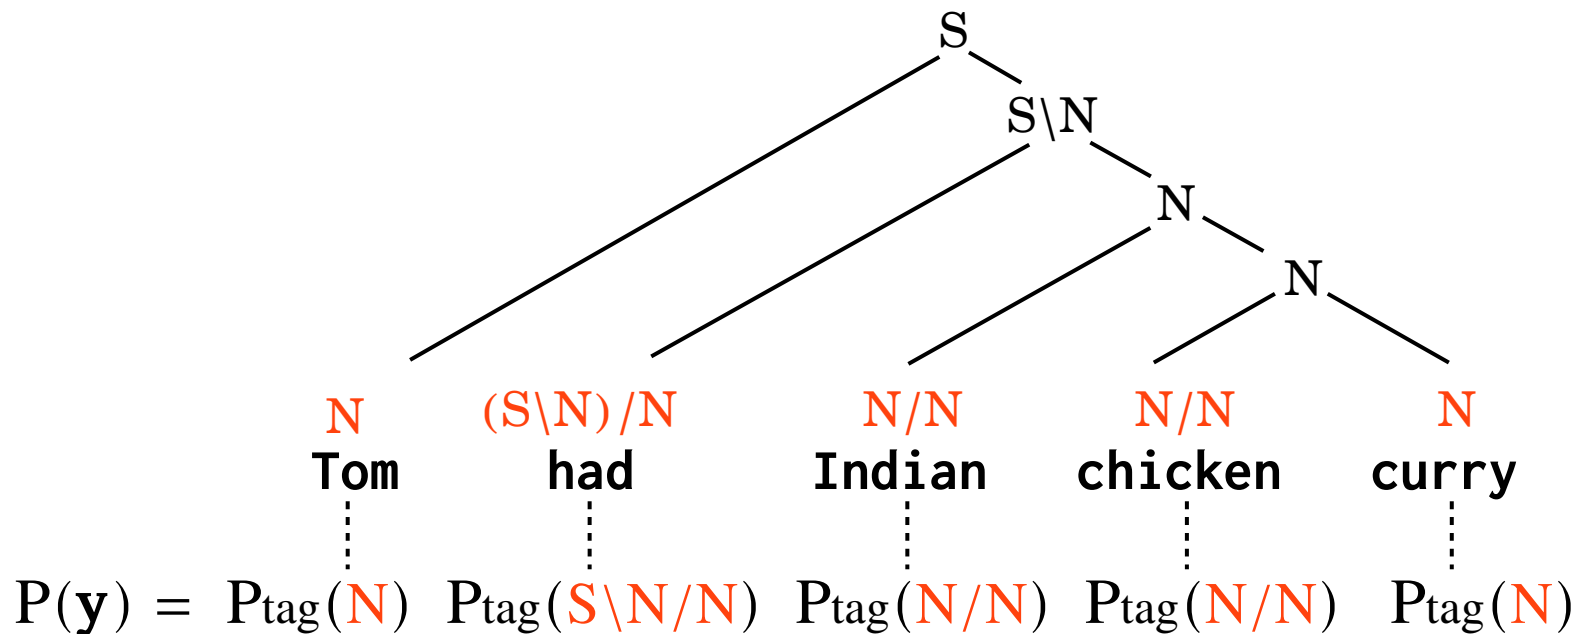 S
S\N
N
N
N (S\N)/N N/N N/N N
Tom had Indian chicken curry
P(y) = Ptag(N) Ptag(S\N/N) Ptag(N/N) Ptag(N/N) Ptag(N)